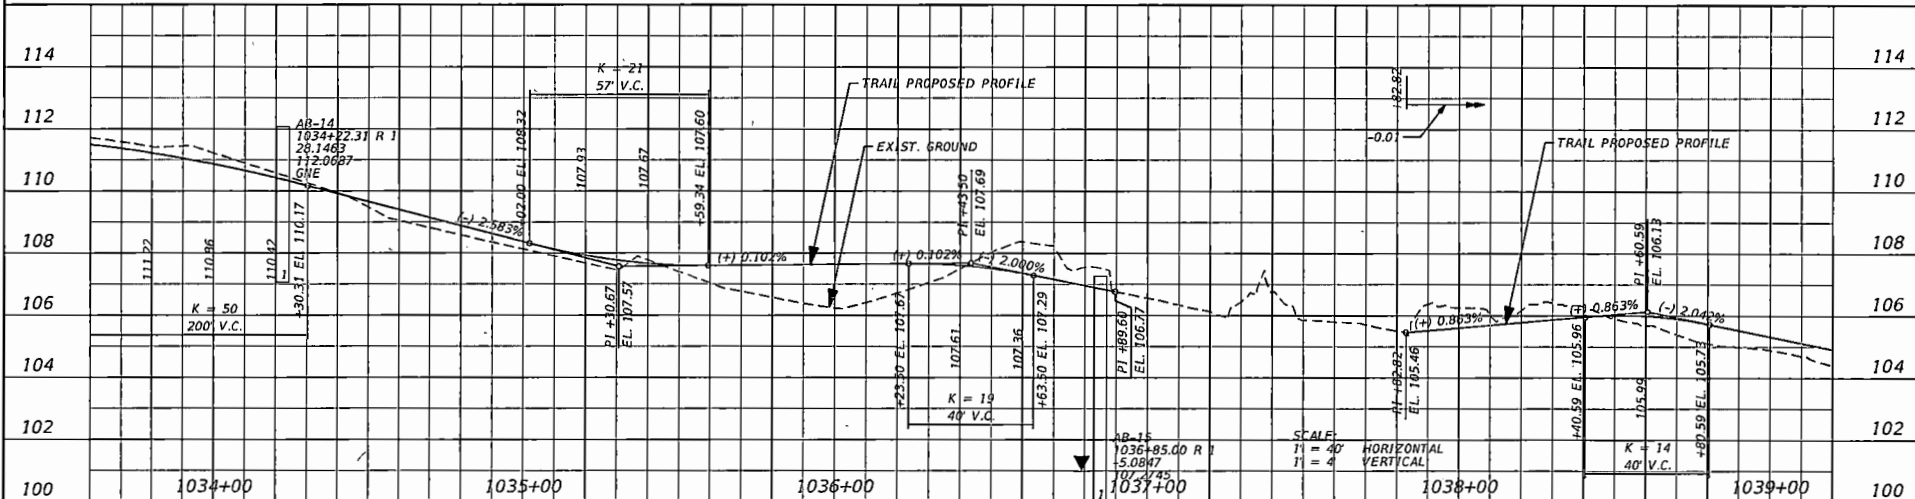 114
112
110
108
106
104
102
100
111.22
110.86
110.42
1
K = 50
200' V.C.
+30.31 EL 110.17
AB-14
1034+22.31 R 1
28.1463
112.0687
GNE
(-) 2.583%
K = 21
57' V.C.
+02.00 EL 108.32
107.93
107.67
+59.34 EL 107.60
PI +30.67
EL. 107.57
(+) 0.102%
TRAIL PROPOSED PROFILE
EXIST. GROUND
(+) 0.102%
PI +43.50
EL. 107.69
(-) 2.000%
+23.50 EL. 107.67
107.61
107.36
+63.50 EL. 107.29
K = 19
40' V.C.
PI +89.60
EL. 106.77
AB-15
1036+85.00 R 1
-5.0847
107.2745
1
SCALE:
1" = 40' HORIZONTAL
1" = 4' VERTICAL
+82.82
-0.01
TRAIL PROPOSED PROFILE
PI +82.82
EL. 105.46
(+) 0.863%
(+) 0.863%
PI +60.59
EL. 106.13
+40.59 EL. 105.96
105.99
+80.59 EL. 105.73
K = 14
40' V.C.
1034+00
1035+00
1036+00
1037+00
1038+00
1039+00
114
112
110
108
106
104
102
100